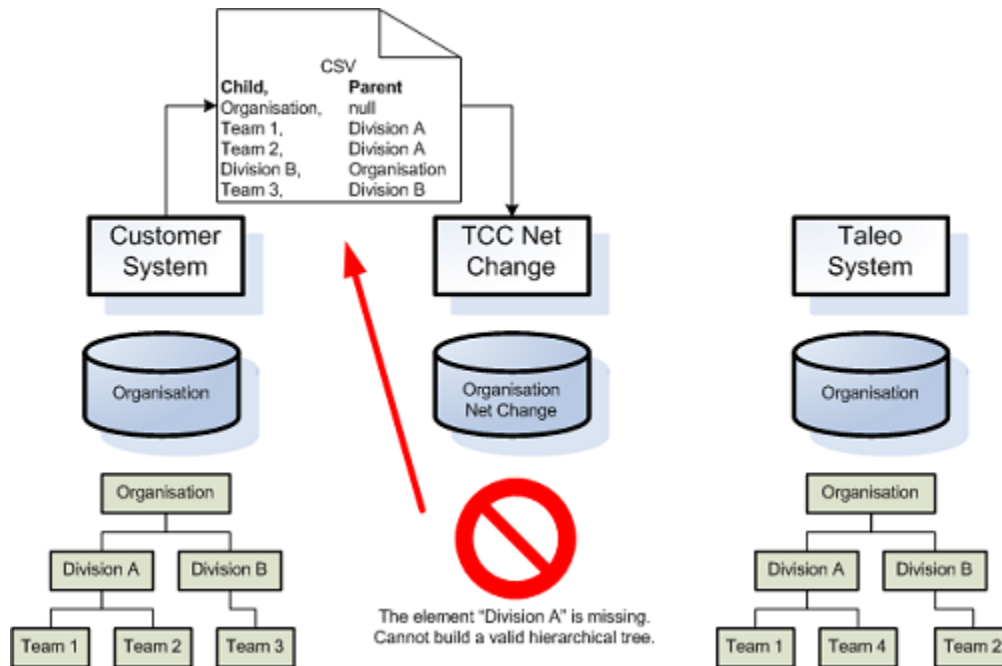 CSV
Child, Parent
Organisation, null
Team 1, Division A
Team 2, Division A
Division B, Organisation
Team 3, Division B
Customer
System
TCC Net
Change
Taleo
System
Organisation
Organisation
Net Change
Organisation
Organisation
Division A
Division B
Team 1
Team 2
Team 3
The element “Division A” is missing.
Cannot build a valid hierarchical tree.
Organisation
Division A
Division B
Team 1
Team 4
Team 2